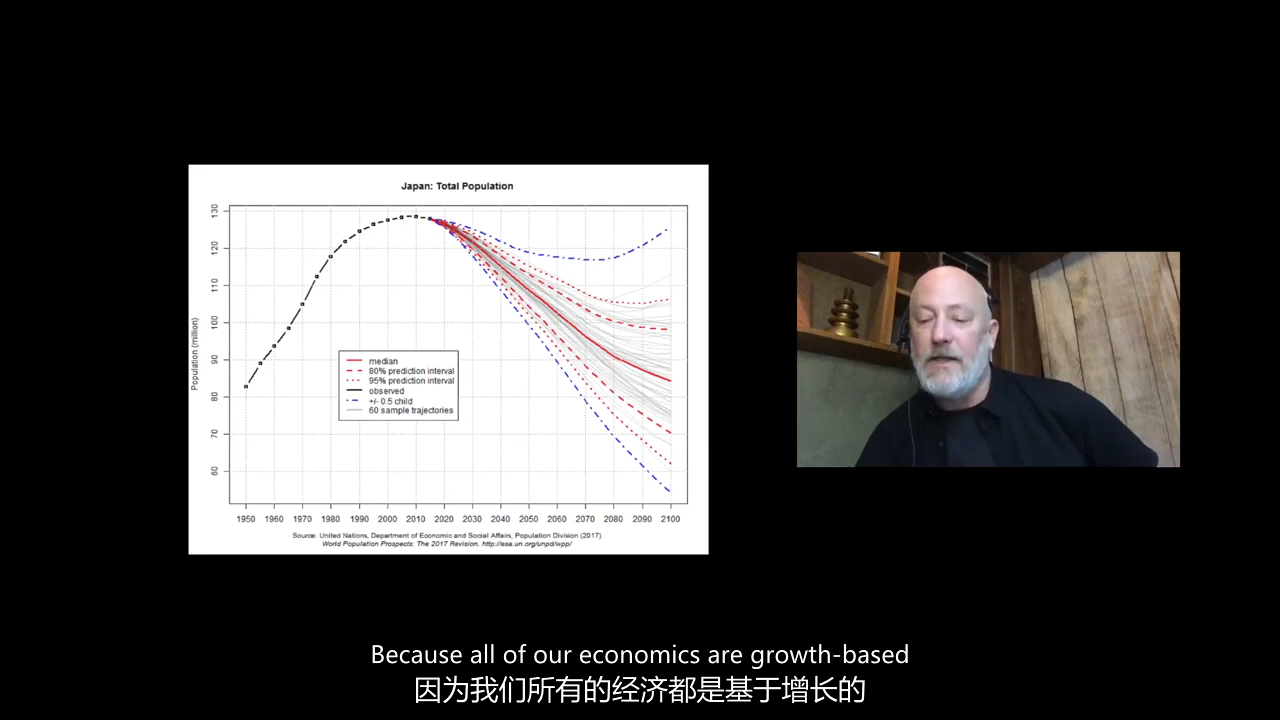 Japan: Total Population
Population (million)
130
120
110
100
90
80
70
60
median
80% prediction interval
95% prediction interval
observed
+/- 0.5 child
60 sample trajectories
1950 1960 1970 1980 1990 2000 2010 2020 2030 2040 2050 2060 2070 2080 2090 2100
Source: United Nations, Department of Economic and Social Affairs, Population Division (2017).
World Population Prospects: The 2017 Revision. http://esa.un.org/unpd/wpp/
Because all of our economics are growth-based
因为我们所有的经济都是基于增长的